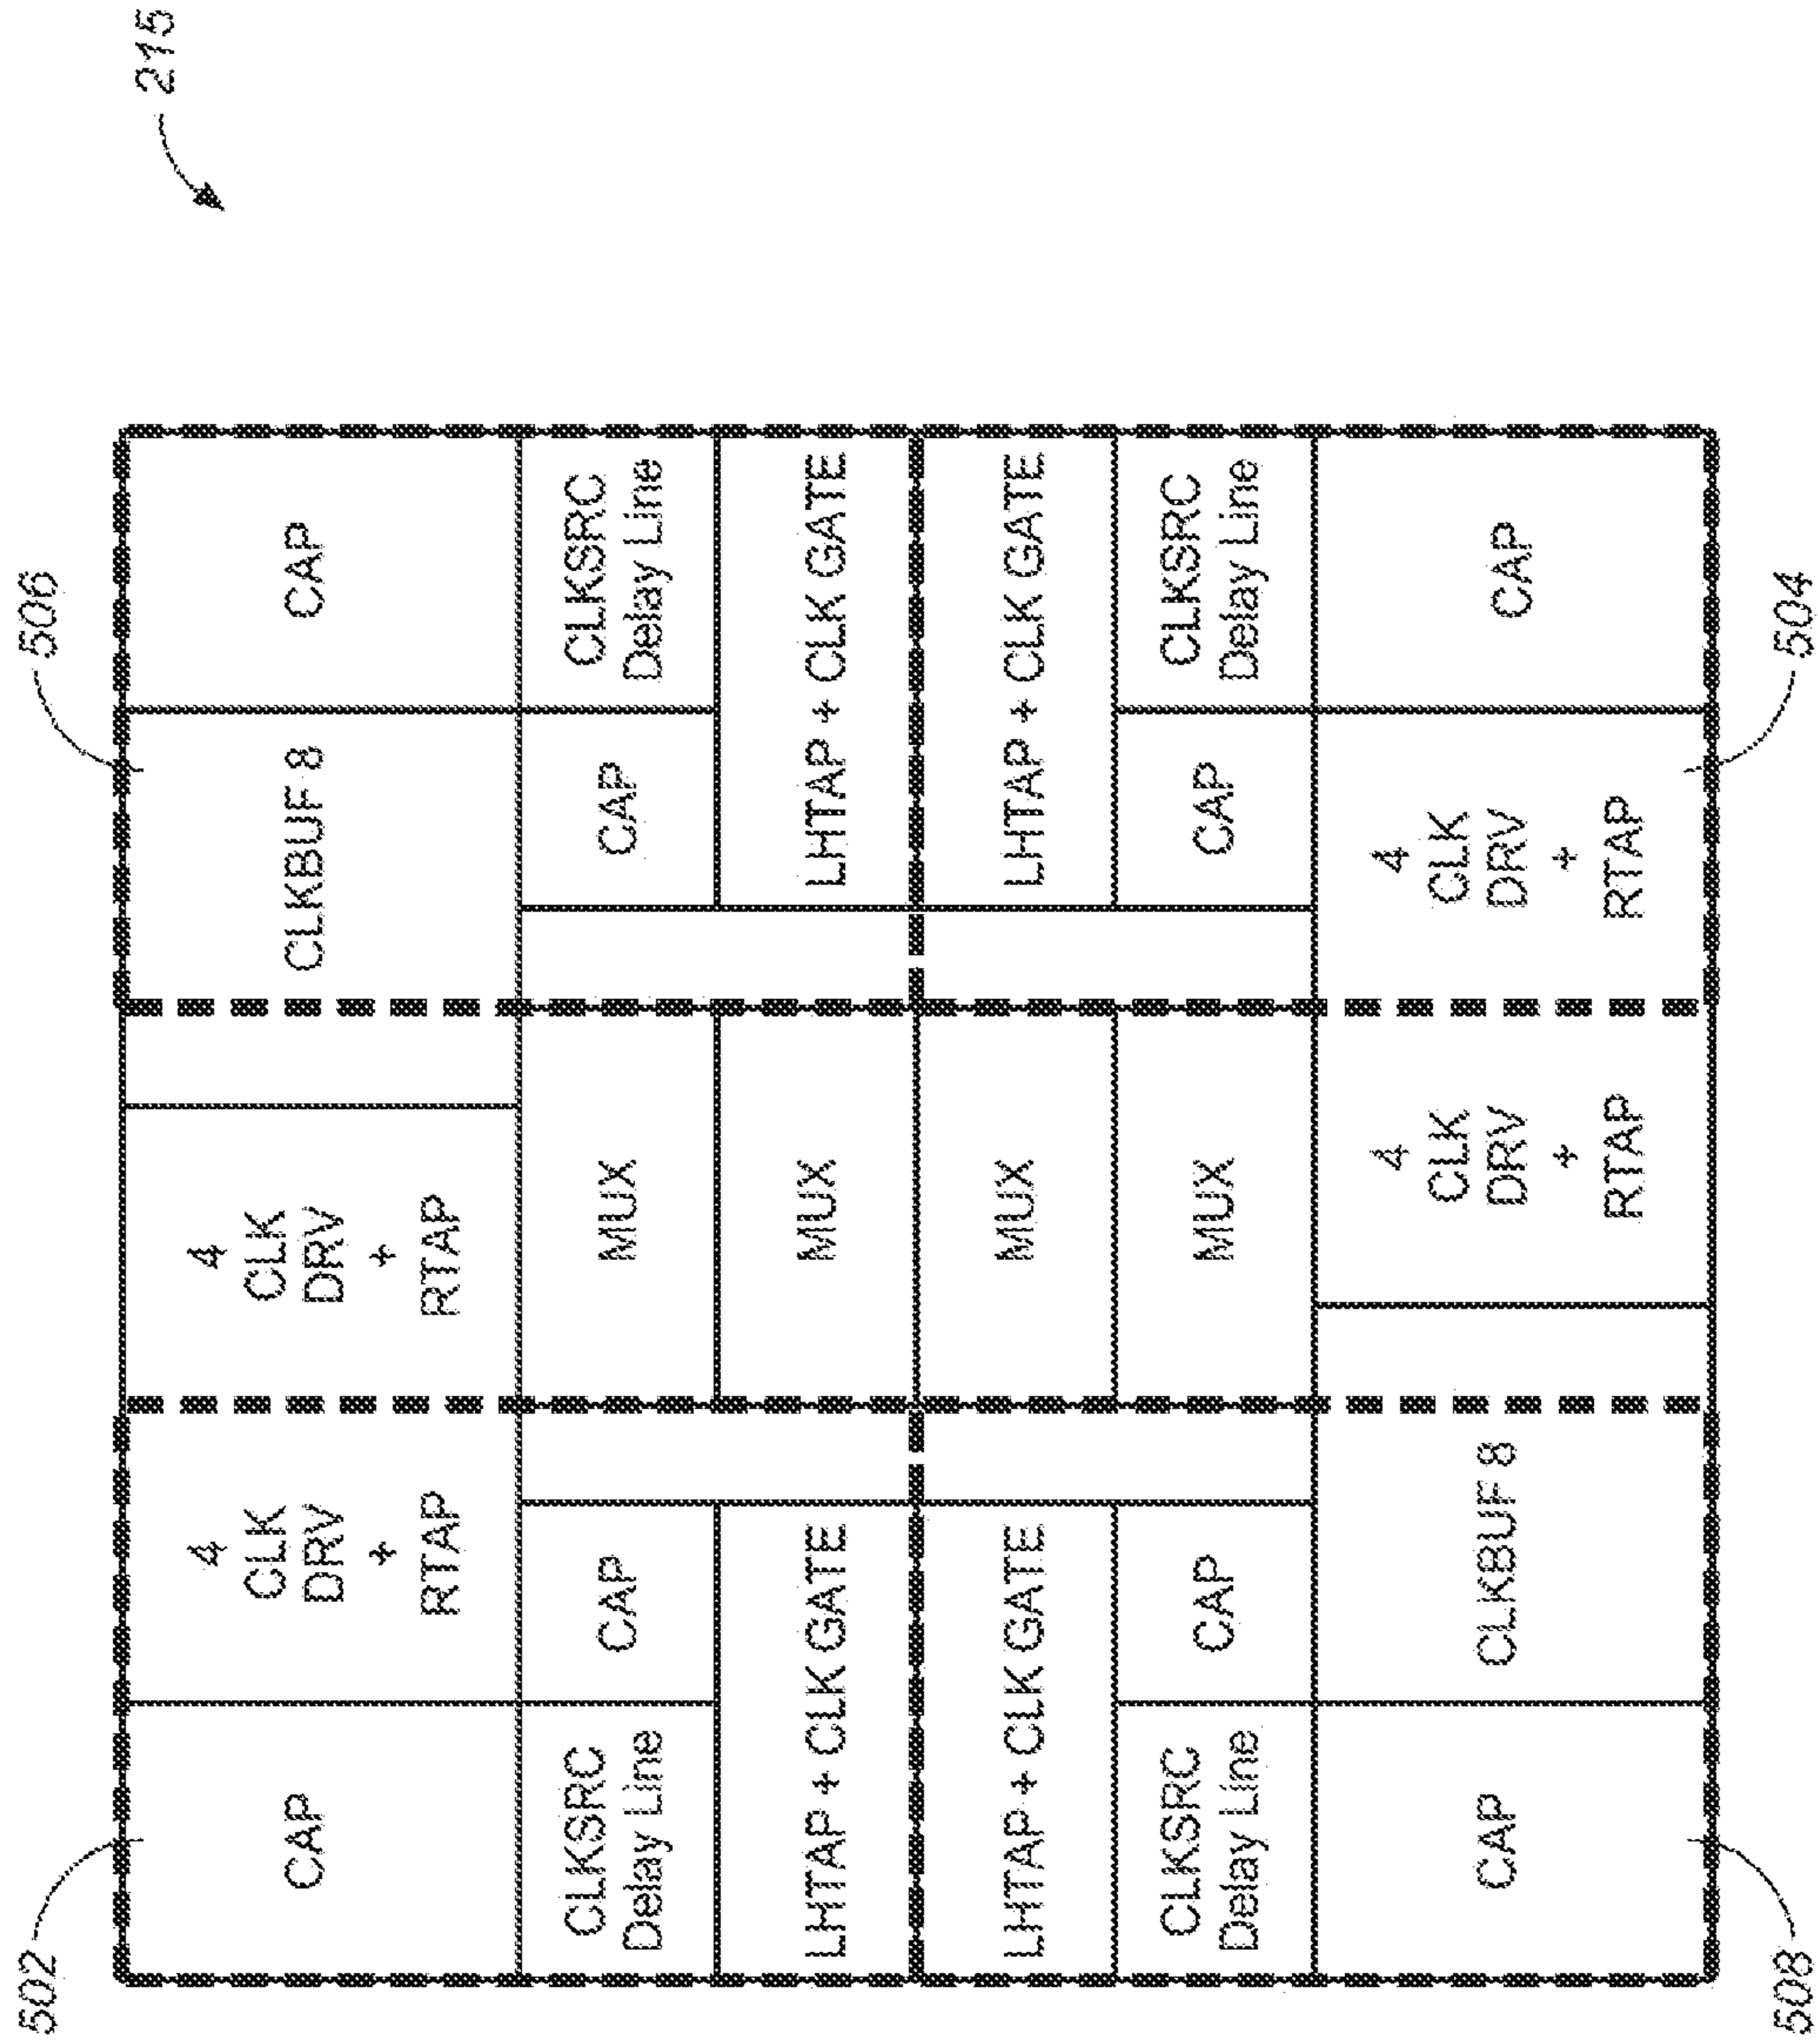 502
506
215
CAP
4
CLK
DRV
+
RTAP
4
CLK
DRV
+
RTAP
CLKBUF 8
CAP
CLKSRC
Delay Line
CAP
MUX
CAP
CLKSRC
Delay Line
LHTAP + CLK GATE
MUX
LHTAP + CLK GATE
LHTAP + CLK GATE
MUX
LHTAP + CLK GATE
CLKSRC
Delay Line
CAP
MUX
CAP
CLKSRC
Delay Line
CAP
CLKBUF 8
4
CLK
DRV
+
RTAP
4
CLK
DRV
+
RTAP
CAP
508
504